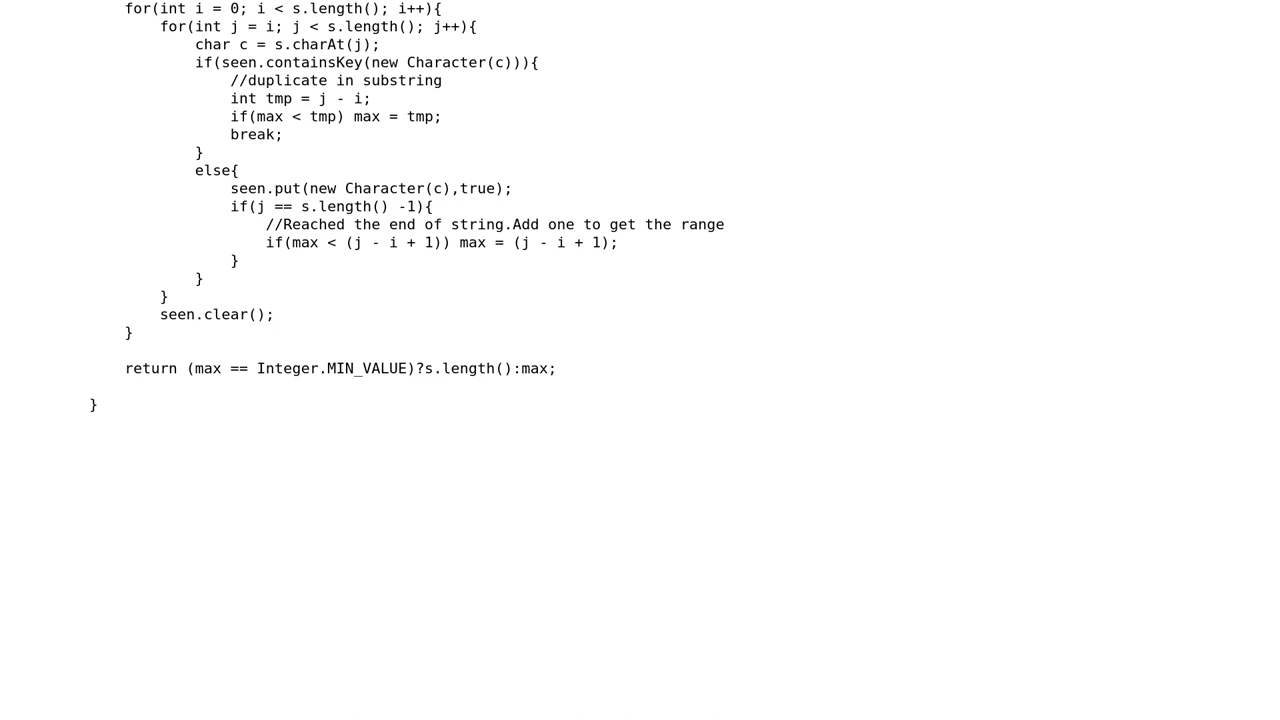 for(int i = 0; i < s.length(); i++){
for(int j = i; j < s.length(); j++){
char c = s.charAt(j);
if(seen.containsKey(new Character(c))){
//duplicate in substring
int tmp = j - i;
if(max < tmp) max = tmp;
break;
}
else{
seen.put(new Character(c),true);
if(j == s.length() -1){
//Reached the end of string.Add one to get the range
if(max < (j - i + 1)) max = (j - i + 1);
}
}
}
seen.clear();
}
return (max == Integer.MIN_VALUE)?s.length():max;
}